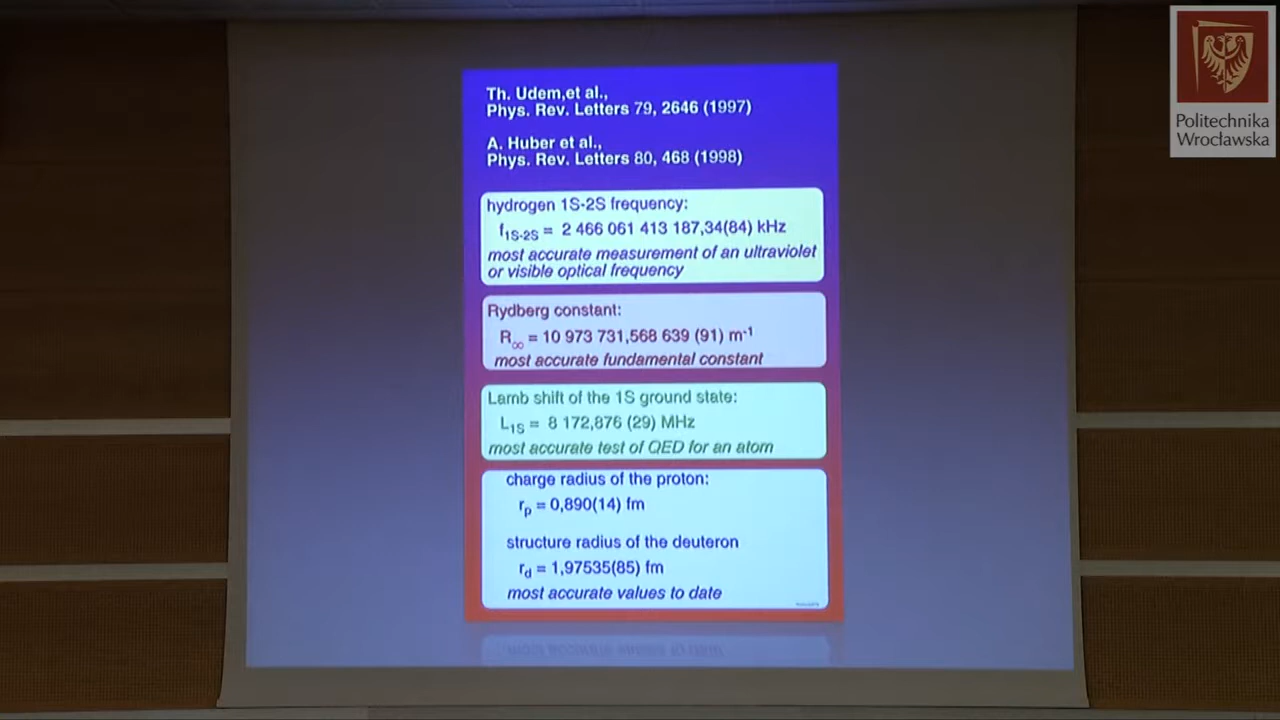 Th. Udem,et al.,
Phys. Rev. Letters 79, 2646 (1997)
A. Huber et al.,
Phys. Rev. Letters 80, 468 (1998)
hydrogen 1S-2S frequency:
f1S-2S = 2 466 061 413 187,34(84) kHz
most accurate measurement of an ultraviolet
or visible optical frequency
Rydberg constant:
R∞ = 10 973 731,568 639 (91) m⁻¹
most accurate fundamental constant
Lamb shift of the 1S ground state:
L1S = 8 172,876 (29) MHz
most accurate test of QED for an atom
charge radius of the proton:
rp = 0,890(14) fm
structure radius of the deuteron
rd = 1,97535(85) fm
most accurate values to date
Politechnika
Wrocławska